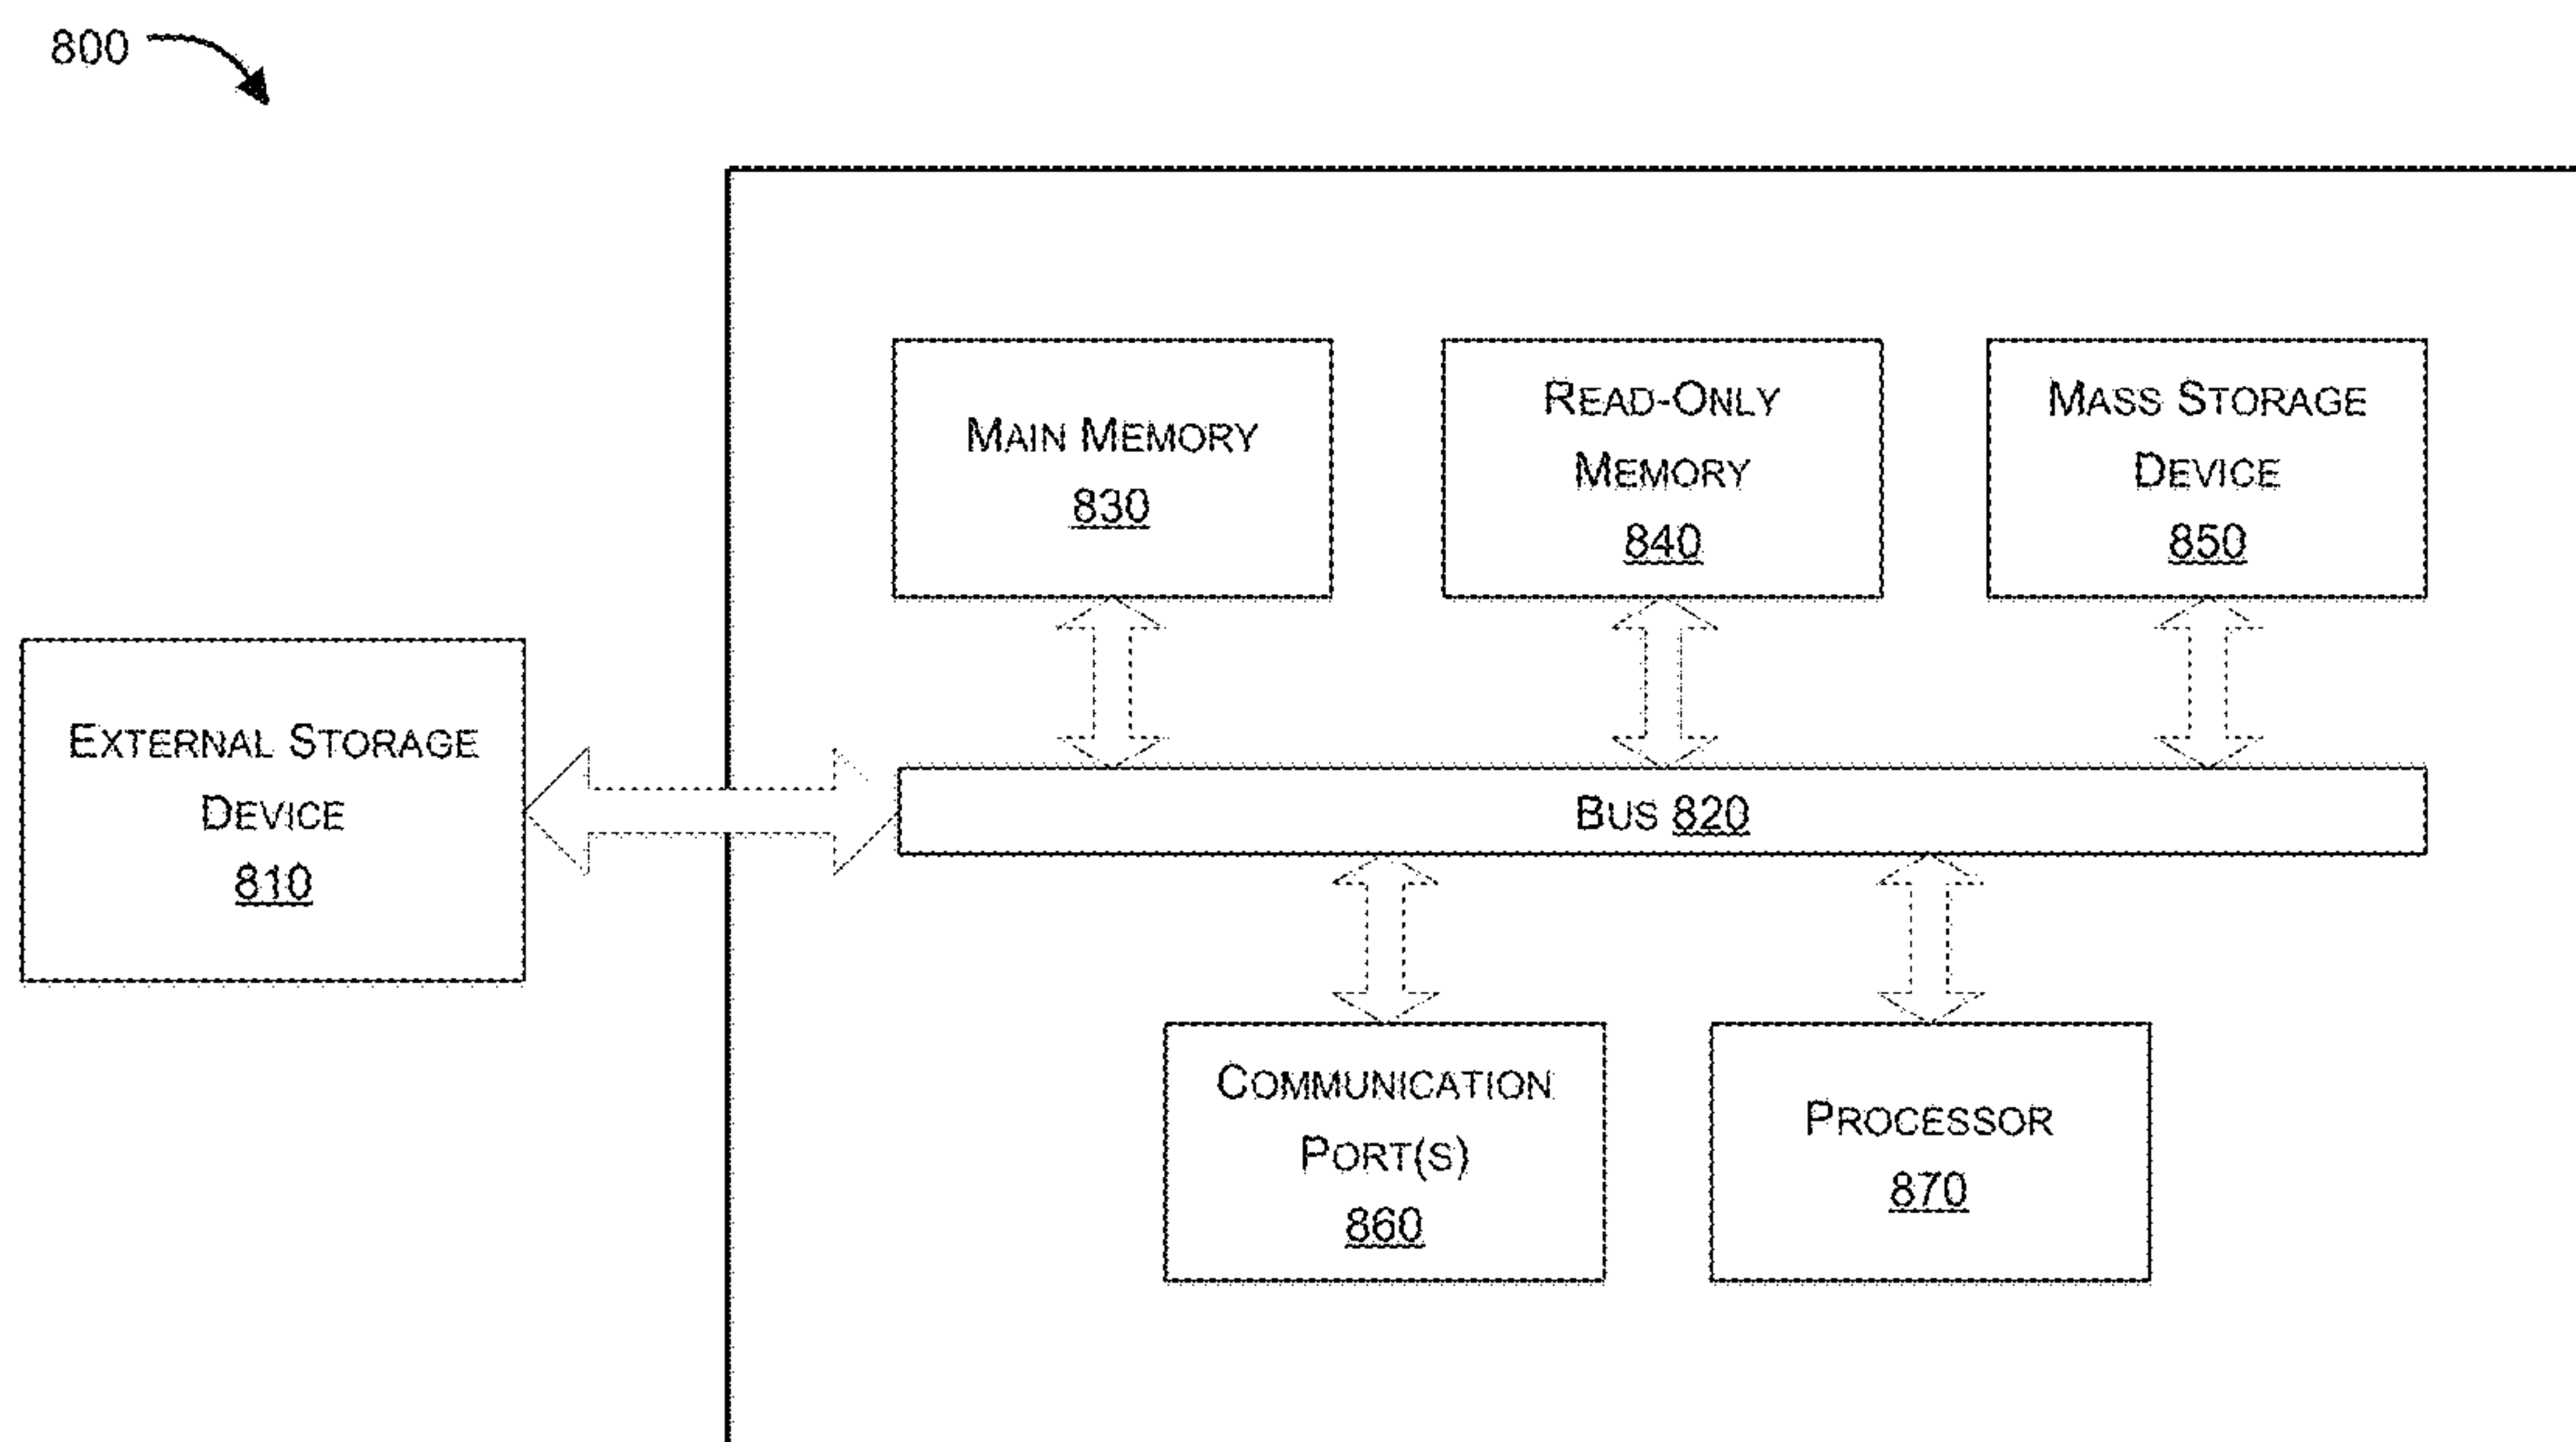 800
MAIN MEMORY
830
READ-ONLY
MEMORY
840
MASS STORAGE
DEVICE
850
EXTERNAL STORAGE
DEVICE
810
BUS 820
COMMUNICATION
PORT(S)
860
PROCESSOR
870